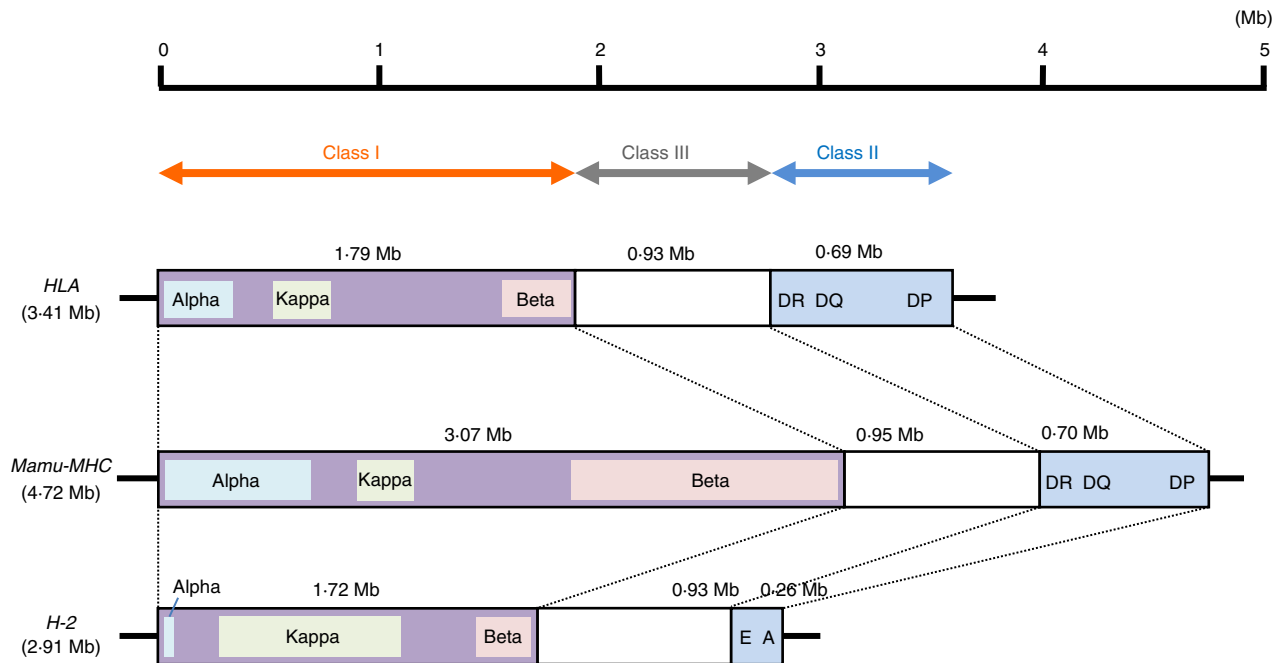 (Mb)
0 1 2 3 4 5
Class I Class III Class II
1·79 Mb 0·93 Mb 0·69 Mb
HLA
(3·41 Mb)
Alpha Kappa Beta DR DQ DP
3·07 Mb 0·95 Mb 0·70 Mb
Mamu-MHC
(4·72 Mb)
Alpha Kappa Beta DR DQ DP
Alpha 1·72 Mb 0·93 Mb 0·26 Mb
H-2
(2·91 Mb)
Kappa Beta E A